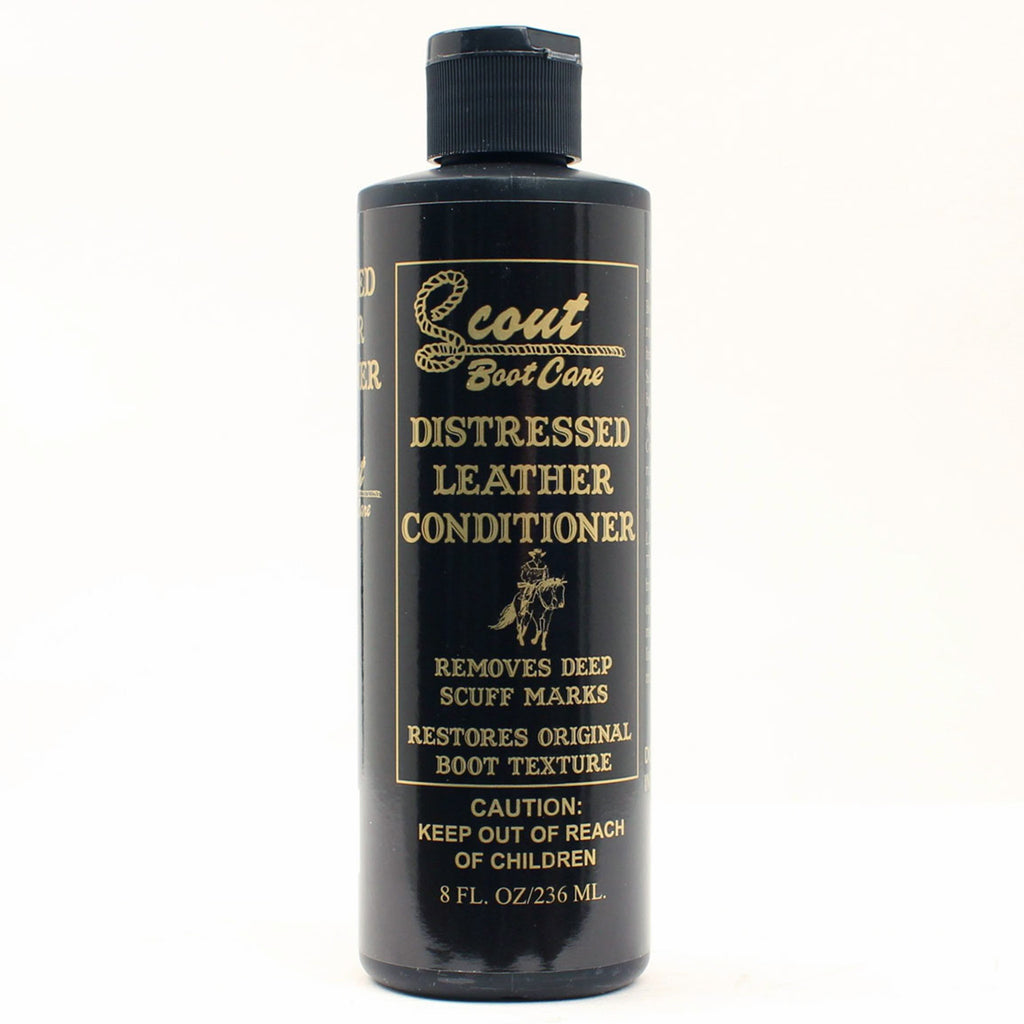 Scout
Boot Care
DISTRESSED
LEATHER
CONDITIONER
REMOVES DEEP
SCUFF MARKS
RESTORES ORIGINAL
BOOT TEXTURE
CAUTION:
KEEP OUT OF REACH
OF CHILDREN
8 FL. OZ/236 ML.